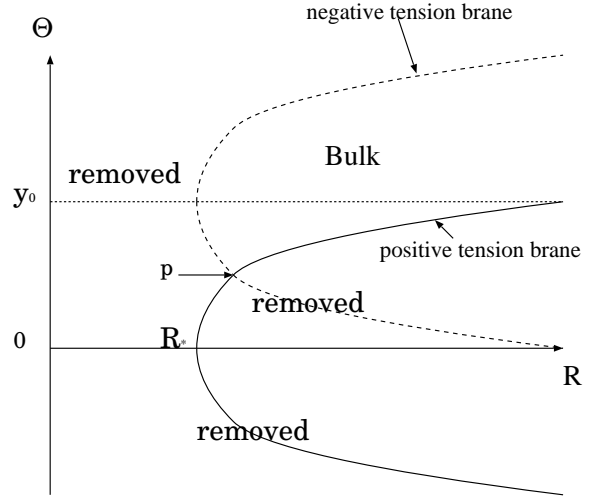 negative tension brane
Θ
Bulk
removed
y₀
positive tension brane
p
removed
0
R*
R
removed